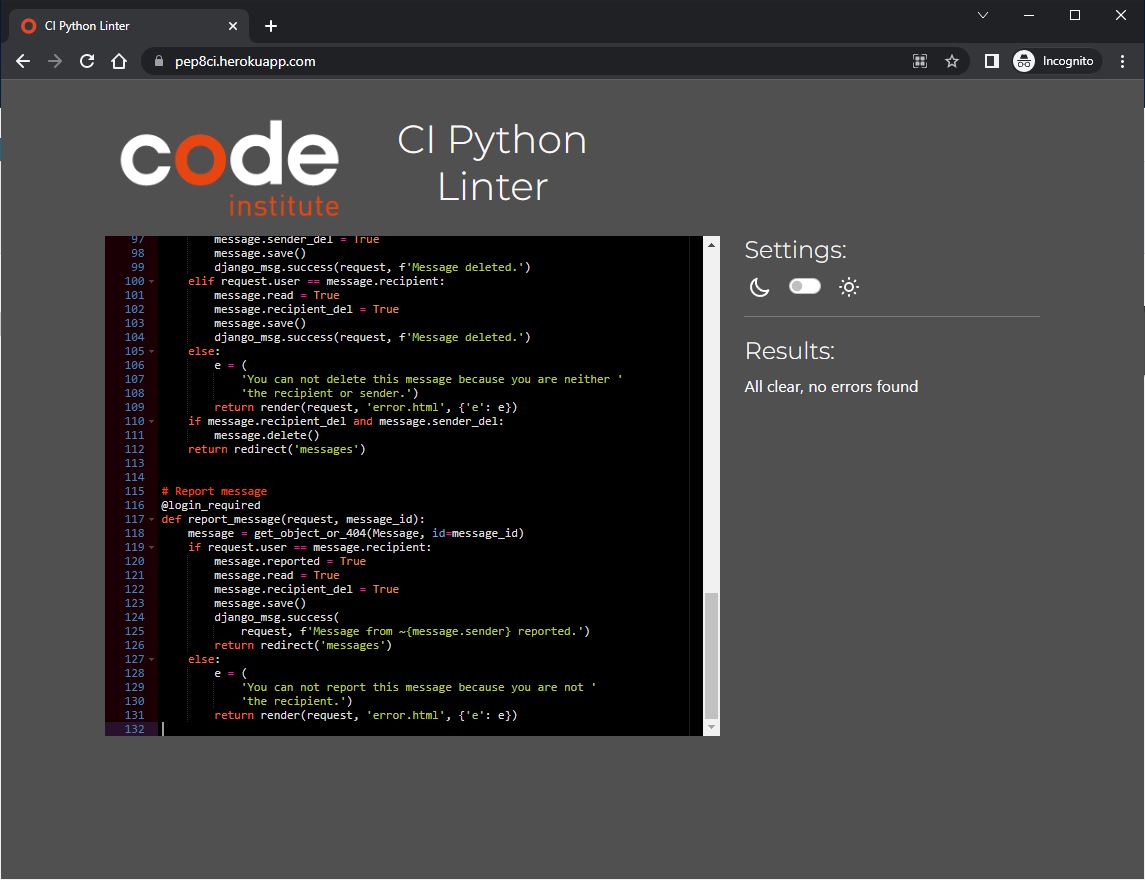 CI Python Linter
pep8ci.herokuapp.com
Incognito
code
institute
CI Python
Linter
97 message.sender_del = True
98 message.save()
99 django_msg.success(request, f'Message deleted.')
100 elif request.user == message.recipient:
101 message.read = True
102 message.recipient_del = True
103 message.save()
104 django_msg.success(request, f'Message deleted.')
105 else:
106 e = (
107 'You can not delete this message because you are neither '
108 'the recipient or sender.')
109 return render(request, 'error.html', {'e': e})
110 if message.recipient_del and message.sender_del:
111 message.delete()
112 return redirect('messages')
113
114
115 # Report message
116 @login_required
117 def report_message(request, message_id):
118 message = get_object_or_404(Message, id=message_id)
119 if request.user == message.recipient:
120 message.reported = True
121 message.read = True
122 message.recipient_del = True
123 message.save()
124 django_msg.success(
125 request, f'Message from ~{message.sender} reported.')
126 return redirect('messages')
127 else:
128 e = (
129 'You can not report this message because you are not '
130 'the recipient.')
131 return render(request, 'error.html', {'e': e})
132
Settings:
Results:
All clear, no errors found